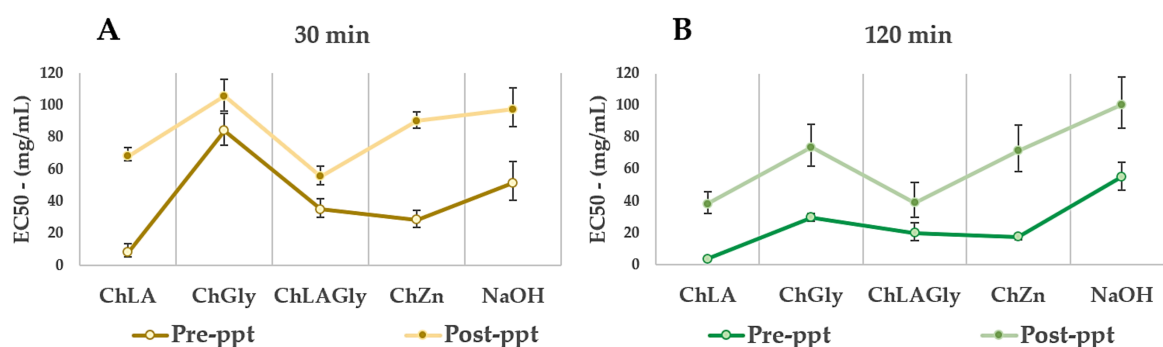 A
30 min
EC50 - (mg/mL)
120
100
80
60
40
20
0
ChLA ChGly ChLAGly ChZn NaOH
Pre-ppt Post-ppt
B
120 min
EC50 - (mg/mL)
120
100
80
60
40
20
0
ChLA ChGly ChLAGly ChZn NaOH
Pre-ppt Post-ppt